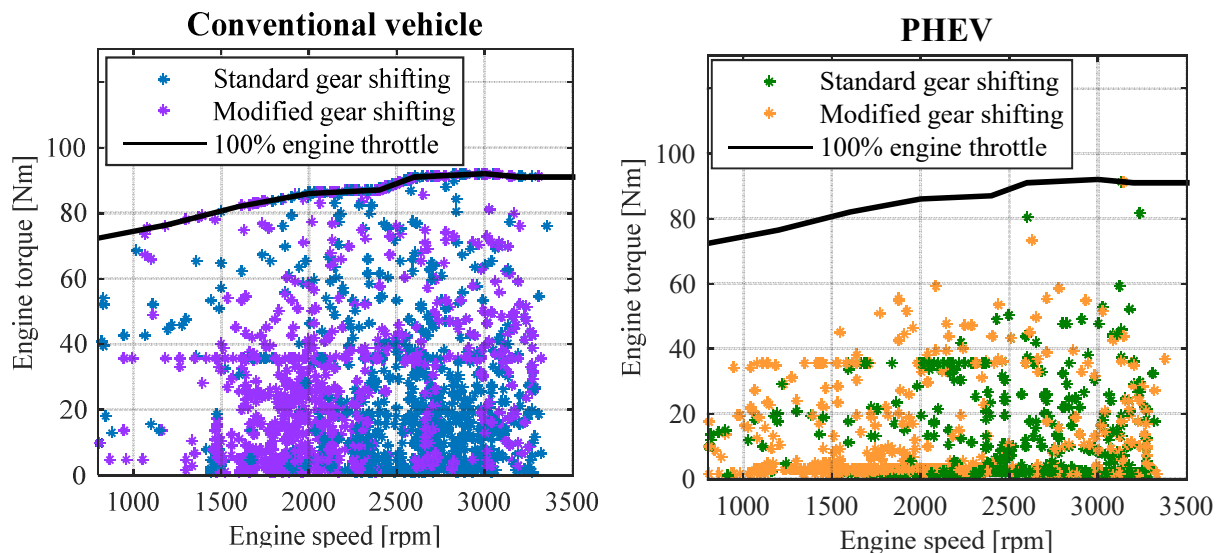 Conventional vehicle
Standard gear shifting
Modified gear shifting
100% engine throttle
Engine torque [Nm]
100
80
60
40
20
0
1000 1500 2000 2500 3000 3500
Engine speed [rpm]
PHEV
Standard gear shifting
Modified gear shifting
100% engine throttle
Engine torque [Nm]
100
80
60
40
20
0
1000 1500 2000 2500 3000 3500
Engine speed [rpm]